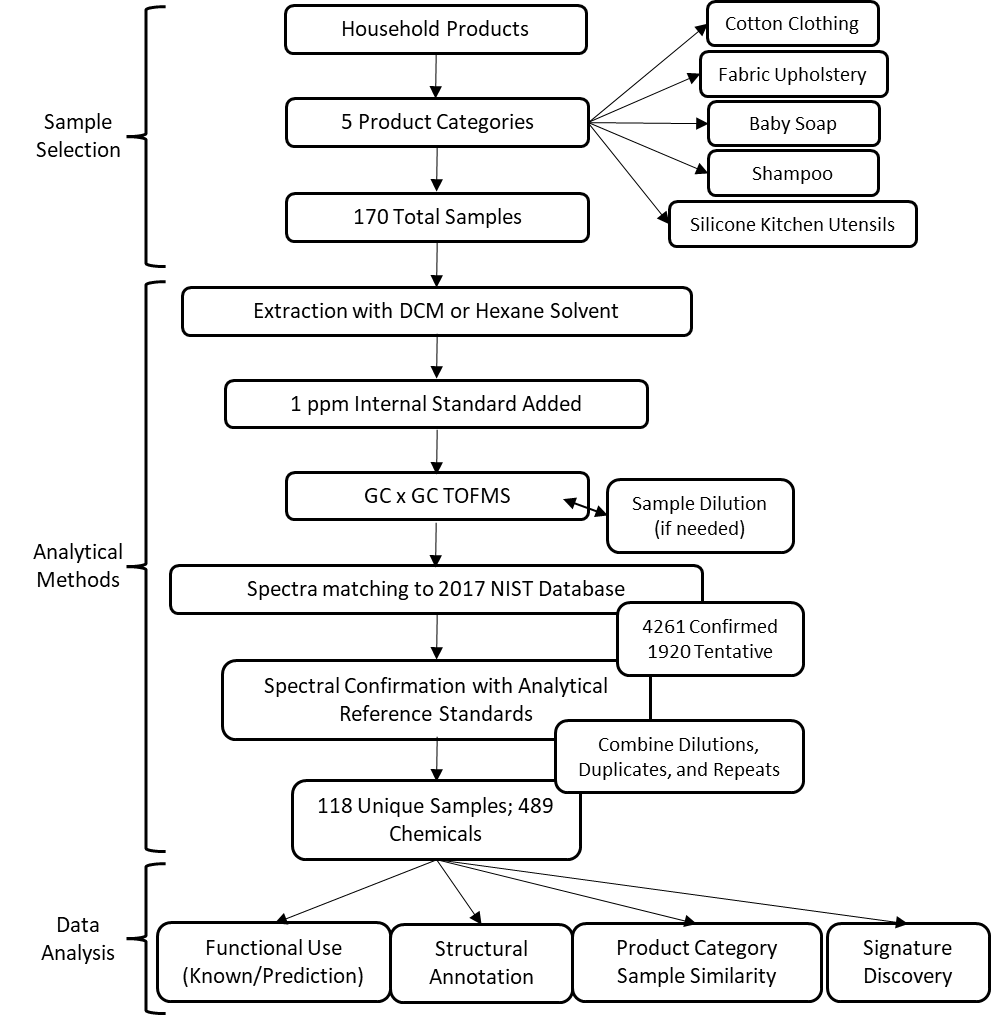 Household Products
Cotton Clothing
Fabric Upholstery
Sample
Selection
5 Product Categories
Baby Soap
Shampoo
170 Total Samples
Silicone Kitchen Utensils
Extraction with DCM or Hexane Solvent
1 ppm Internal Standard Added
GC x GC TOFMS
Sample Dilution
(if needed)
Analytical
Methods
Spectra matching to 2017 NIST Database
4261 Confirmed
1920 Tentative
Spectral Confirmation with Analytical
Reference Standards
Combine Dilutions,
Duplicates, and Repeats
118 Unique Samples; 489
Chemicals
Data
Analysis
Functional Use
(Known/Prediction)
Structural
Annotation
Product Category
Sample Similarity
Signature
Discovery